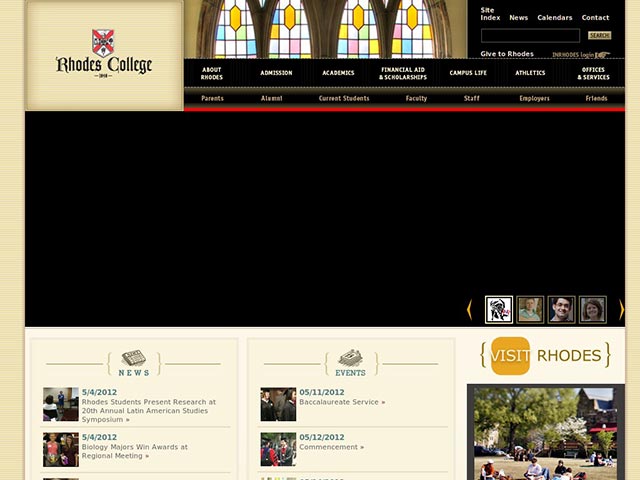 Site
Index News Calendars Contact
SEARCH
Give to Rhodes INRHODES login
Rhodes College
1848
ABOUT
RHODES
ADMISSION
ACADEMICS
FINANCIAL AID
& SCHOLARSHIPS
CAMPUS LIFE
ATHLETICS
OFFICES
& SERVICES
Parents Alumni Current Students Faculty Staff Employers Friends
{VISIT} RHODES}
NEWS
5/4/2012
Rhodes Students Present Research at
20th Annual Latin American Studies
Symposium »
5/4/2012
Biology Majors Win Awards at
Regional Meeting »
EVENTS
05/11/2012
Baccalaureate Service »
05/12/2012
Commencement »